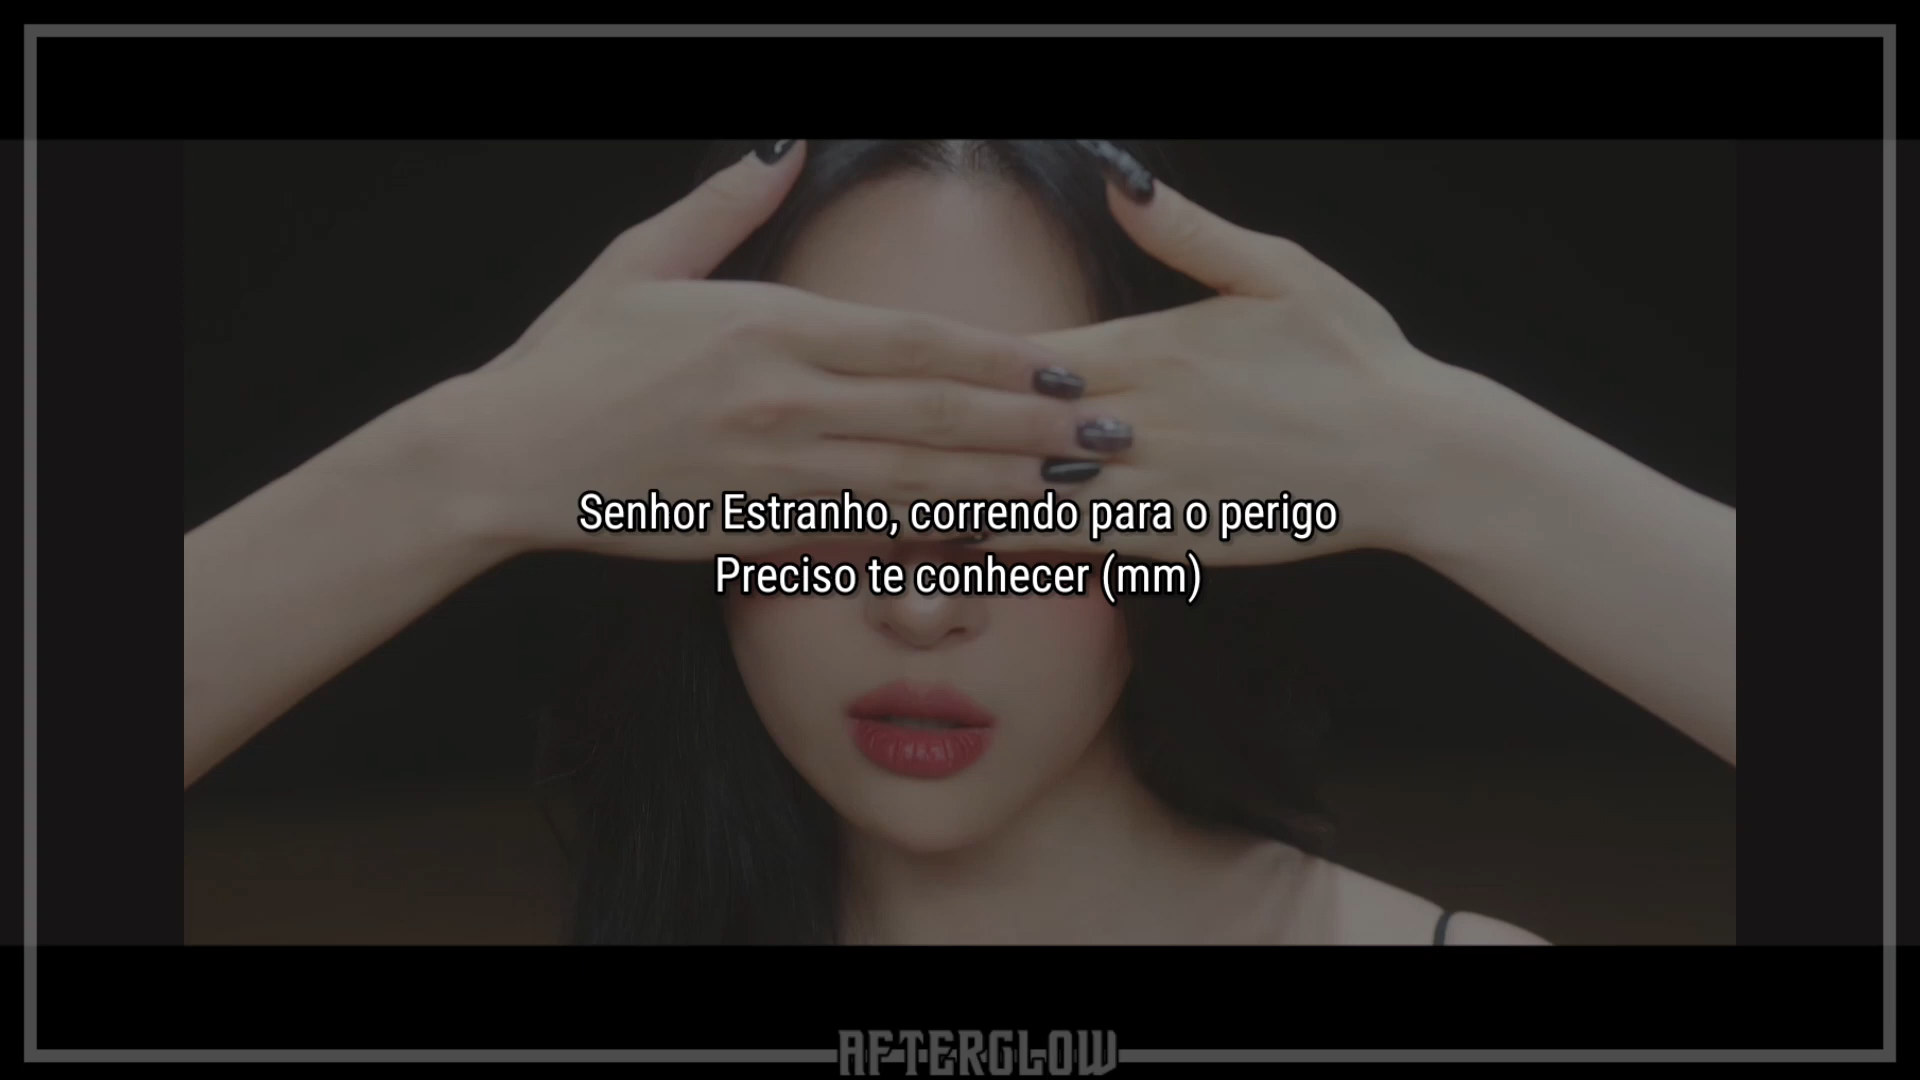 Senhor Estranho, correndo para o perigo
Preciso te conhecer (mm)
AFTERGLOW